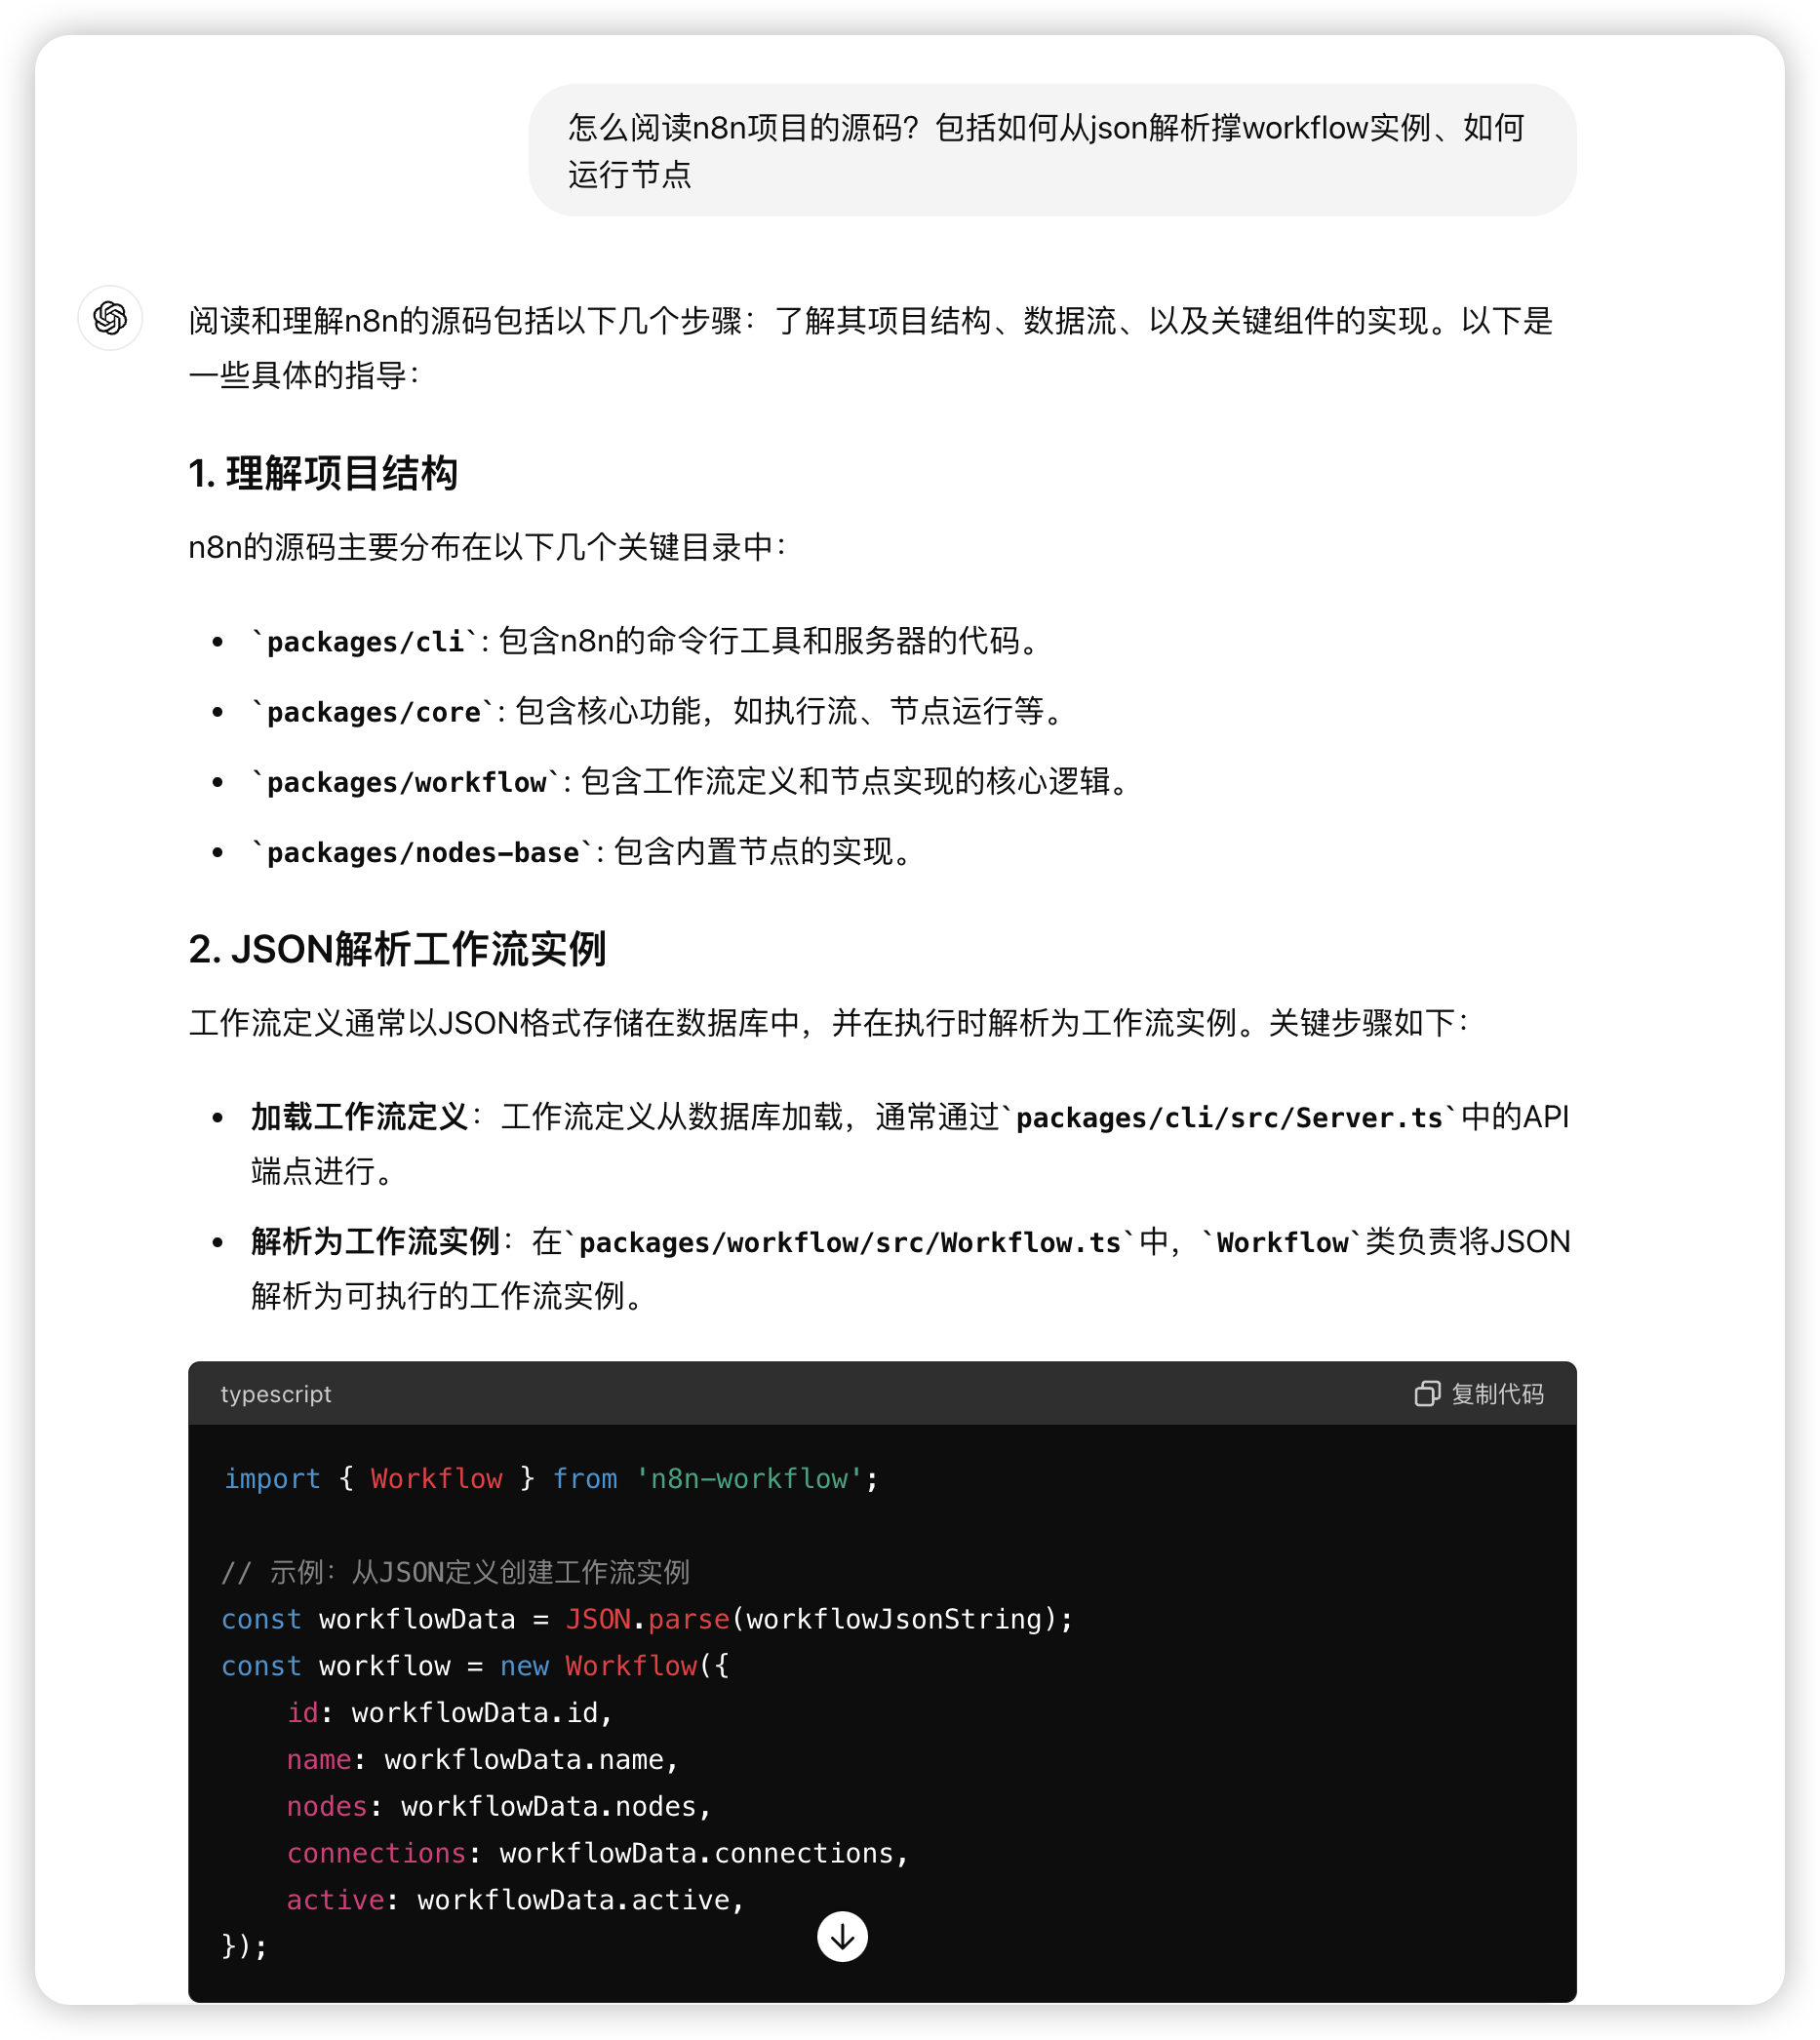 怎么阅读n8n项目的源码？包括如何从json解析撑workflow实例、如何
运行节点
阅读和理解n8n的源码包括以下几个步骤：了解其项目结构、数据流、以及关键组件的实现。以下是
一些具体的指导：
1. 理解项目结构
n8n的源码主要分布在以下几个关键目录中：
• `packages/cli`: 包含n8n的命令行工具和服务器的代码。
• `packages/core`: 包含核心功能，如执行流、节点运行等。
• `packages/workflow`: 包含工作流定义和节点实现的核心逻辑。
• `packages/nodes-base`: 包含内置节点的实现。
2. JSON解析工作流实例
工作流定义通常以JSON格式存储在数据库中，并在执行时解析为工作流实例。关键步骤如下：
• 加载工作流定义：工作流定义从数据库加载，通常通过`packages/cli/src/Server.ts`中的API
端点进行。
• 解析为工作流实例：在`packages/workflow/src/Workflow.ts`中，`Workflow`类负责将JSON
解析为可执行的工作流实例。
typescript 复制代码
import { Workflow } from 'n8n-workflow';
// 示例：从JSON定义创建工作流实例
const workflowData = JSON.parse(workflowJsonString);
const workflow = new Workflow({
    id: workflowData.id,
    name: workflowData.name,
    nodes: workflowData.nodes,
    connections: workflowData.connections,
    active: workflowData.active,
});